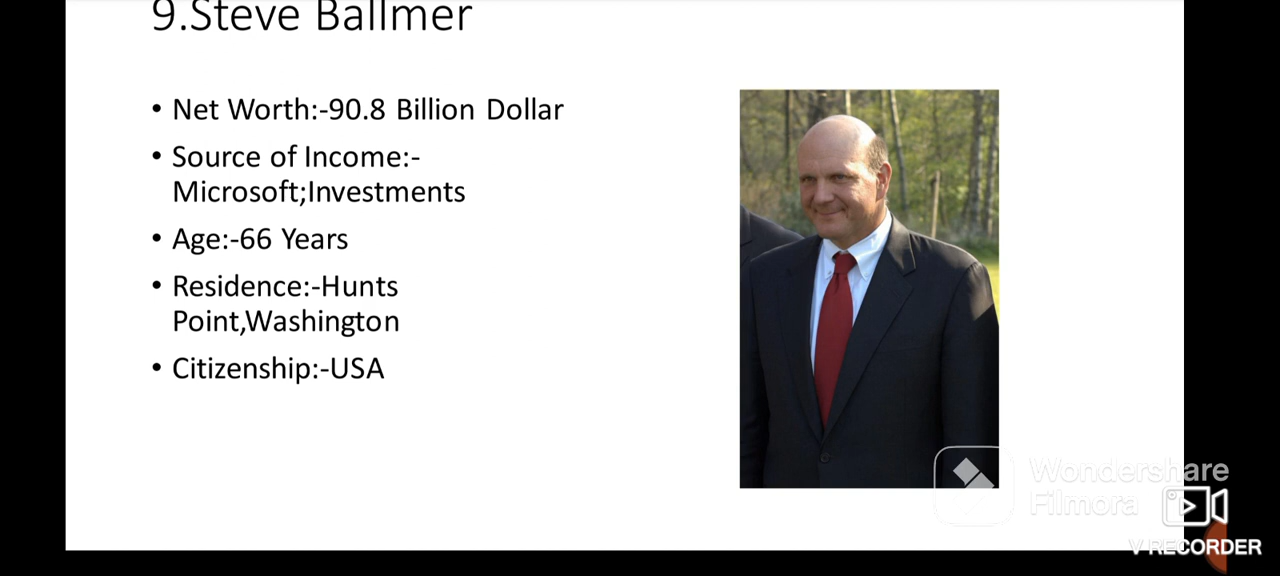 9.Steve Ballmer
• Net Worth:-90.8 Billion Dollar
• Source of Income:-
Microsoft;Investments
• Age:-66 Years
• Residence:-Hunts
Point,Washington
• Citizenship:-USA
Wondershare
Filmora
V RECORDER